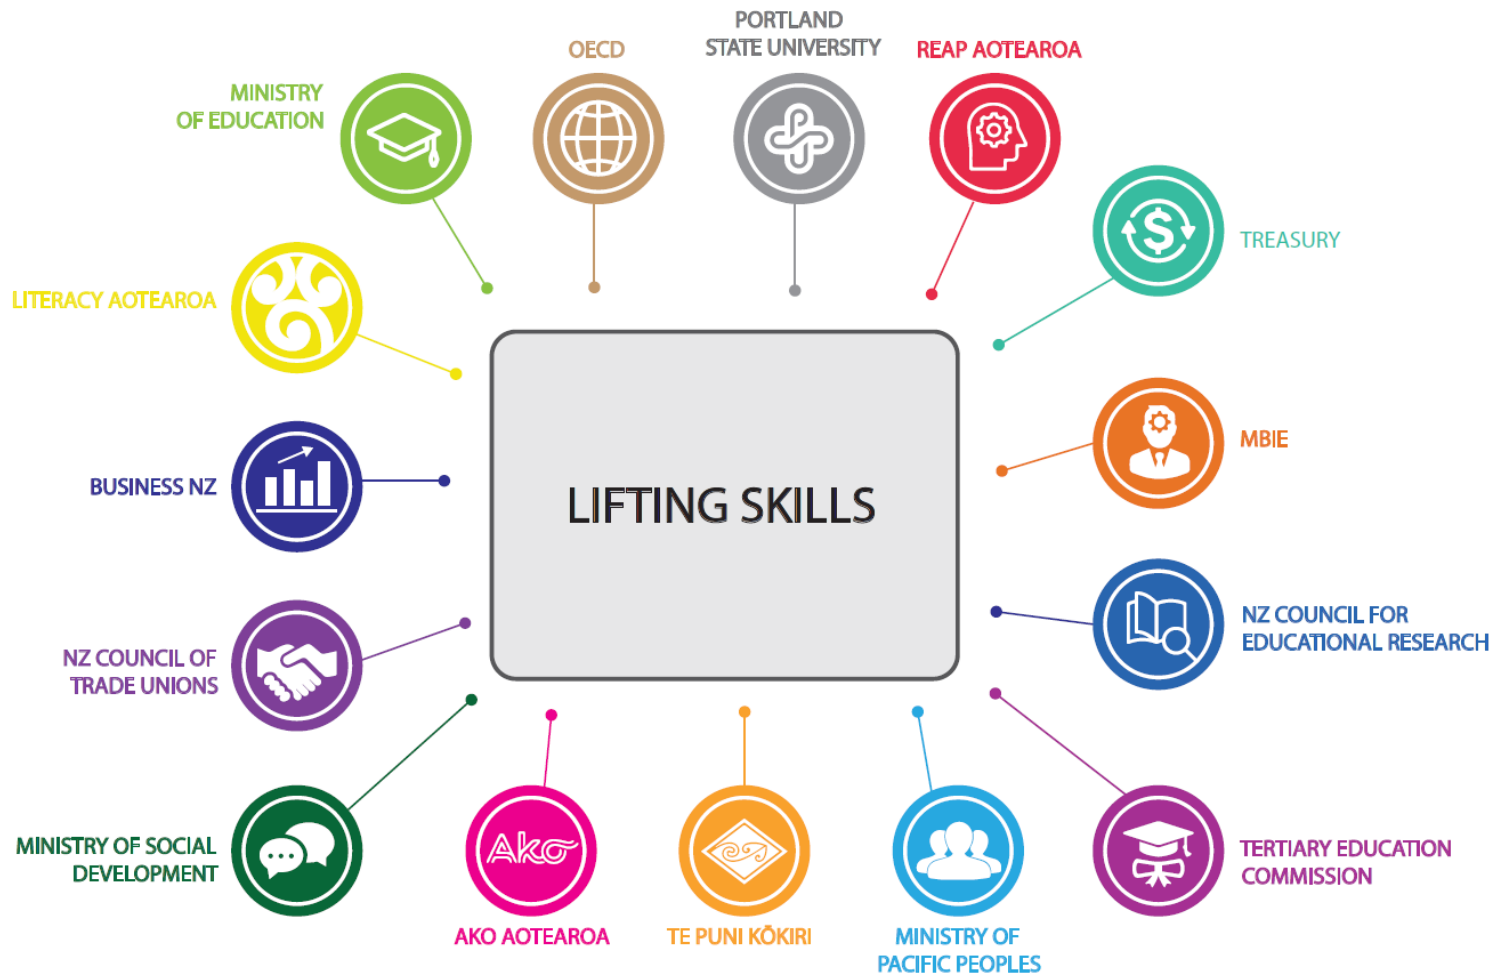 PORTLAND
STATE UNIVERSITY
OECD
REAP AOTEAROA
MINISTRY
OF EDUCATION
TREASURY
LITERACY AOTEAROA
MBIE
BUSINESS NZ
LIFTING SKILLS
NZ COUNCIL FOR
EDUCATIONAL RESEARCH
NZ COUNCIL OF
TRADE UNIONS
MINISTRY OF SOCIAL
DEVELOPMENT
Ako
TERTIARY EDUCATION
COMMISSION
AKO AOTEAROA
TE PUNI KŌKIRI
MINISTRY OF
PACIFIC PEOPLES
$